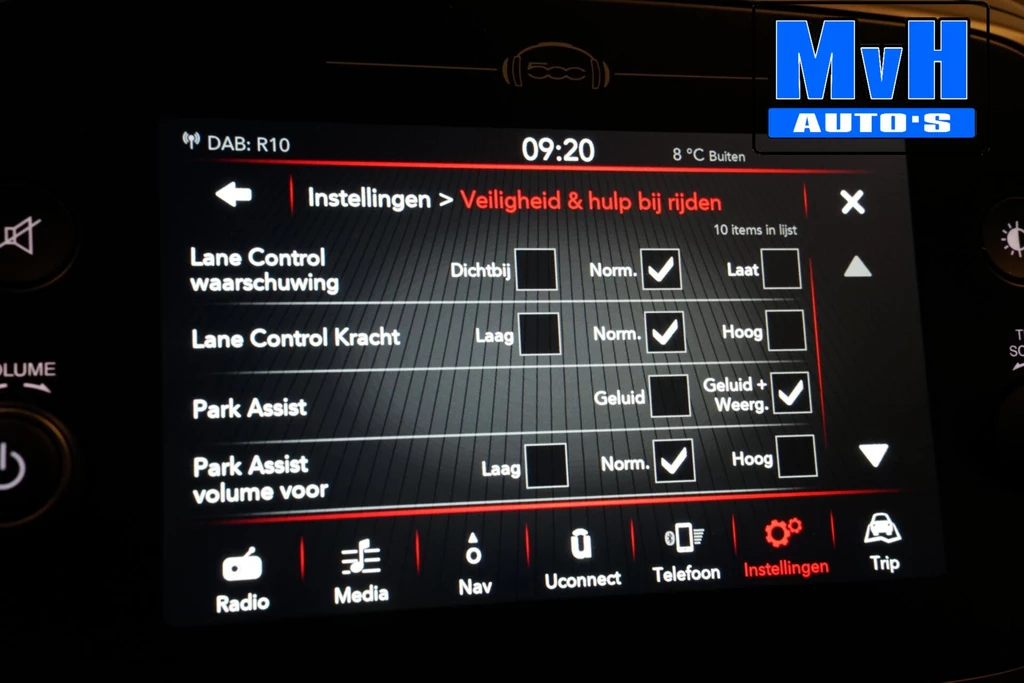 MvH
AUTO'S
500
DAB: R10
09:20
8 °C Buiten
Instellingen > Veiligheid & hulp bij rijden
10 items in lijst
Lane Control
waarschuwing
Dichtbij
Norm.
Laat
Lane Control Kracht
Laag
Norm.
Hoog
Park Assist
Geluid
Geluid +
Weerg.
Park Assist
volume voor
Laag
Norm.
Hoog
Radio
Media
Nav
Uconnect
Telefoon
Instellingen
Trip